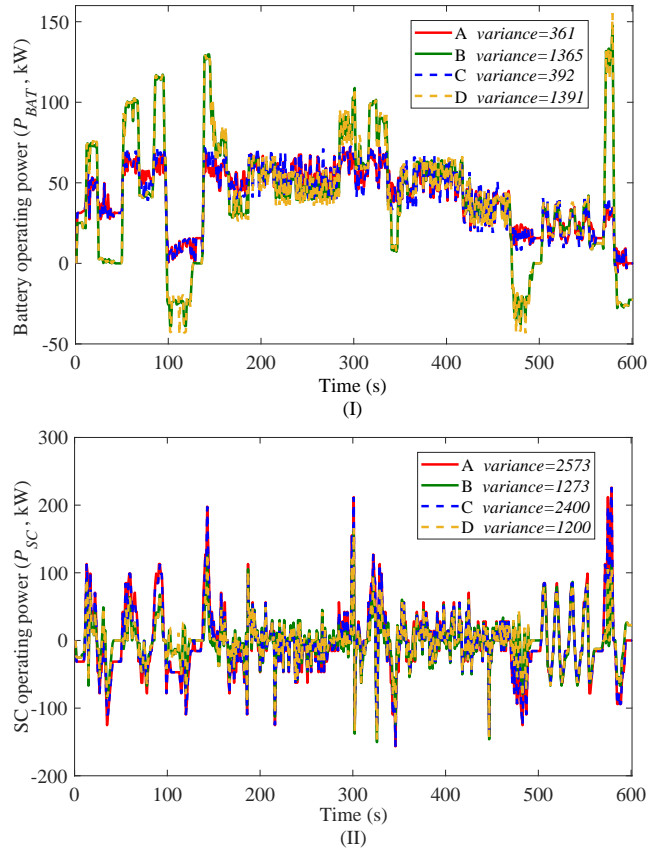 150
100
50
0
-50
Battery operating power (P_BAT, kW)
A variance=361
B variance=1365
C variance=392
D variance=1391
0 100 200 300 400 500 600
Time (s)
(I)
300
200
100
0
-100
-200
SC operating power (P_SC, kW)
A variance=2573
B variance=1273
C variance=2400
D variance=1200
0 100 200 300 400 500 600
Time (s)
(II)